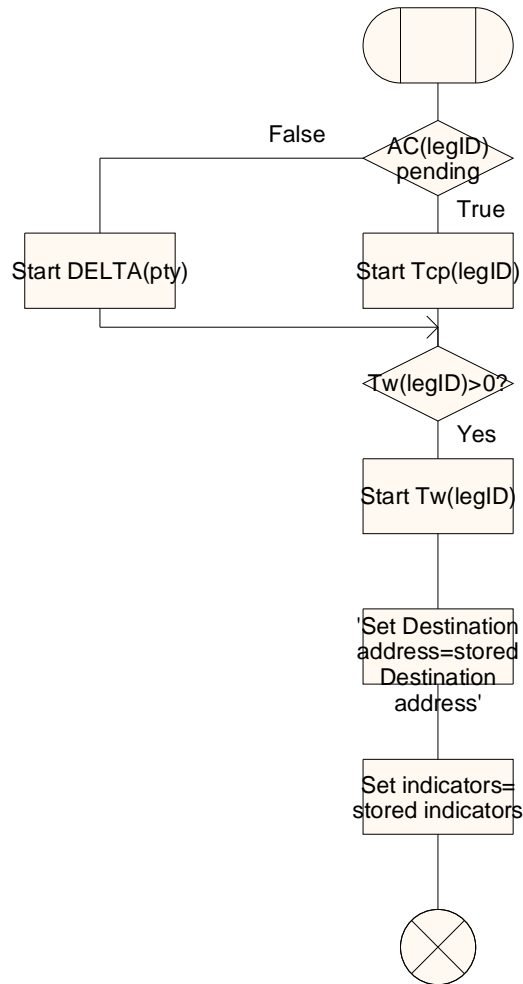 False
AC(legID)
pending
True
Start DELTA(pty)
Start Tcp(legID)
Tw(legID)>0?
Yes
Start Tw(legID)
'Set Destination
address=stored
Destination
address'
Set indicators=
stored indicators